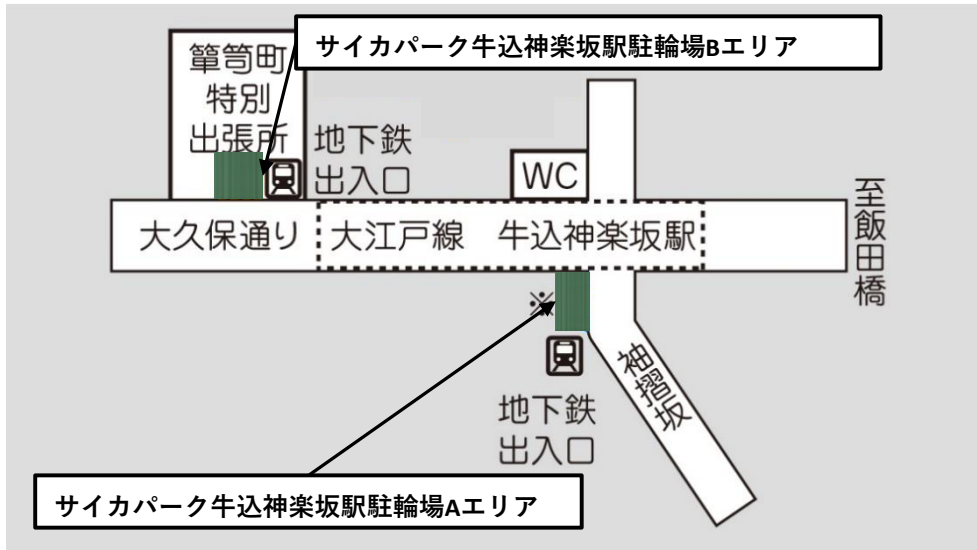 サイカパーク牛込神楽坂駅駐輪場Bエリア
簞笥町
特別
出張所
地下鉄
出入口
WC
大久保通り
大江戸線 牛込神楽坂駅
至飯田橋
※
袖摺坂
地下鉄
出入口
サイカパーク牛込神楽坂駅駐輪場Aエリア